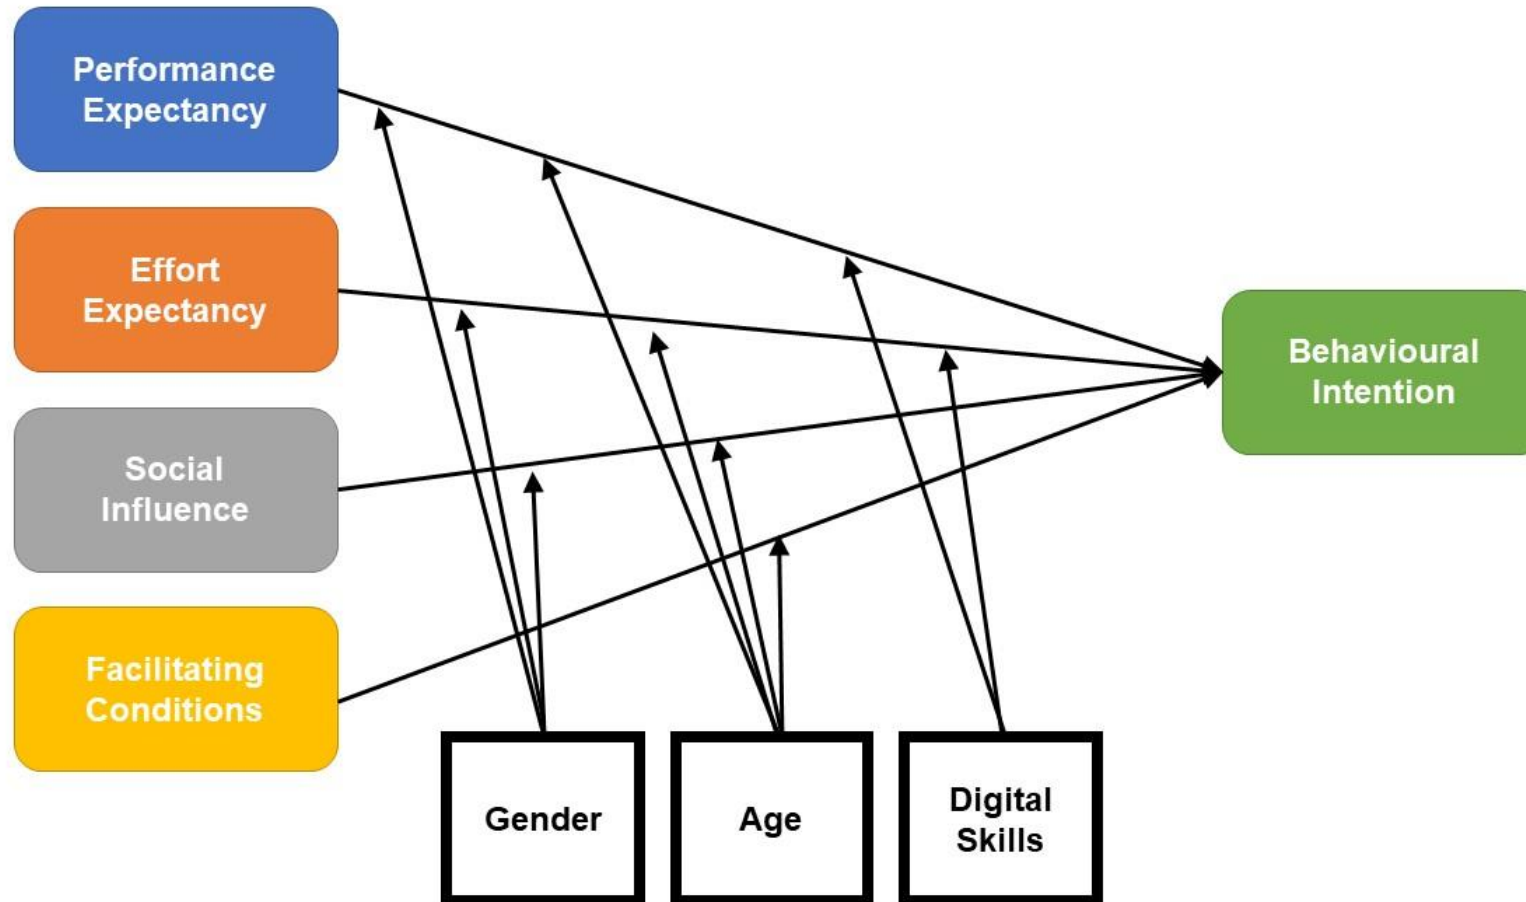 Performance
Expectancy
Effort
Expectancy
Social
Influence
Facilitating
Conditions
Behavioural
Intention
Gender
Age
Digital
Skills